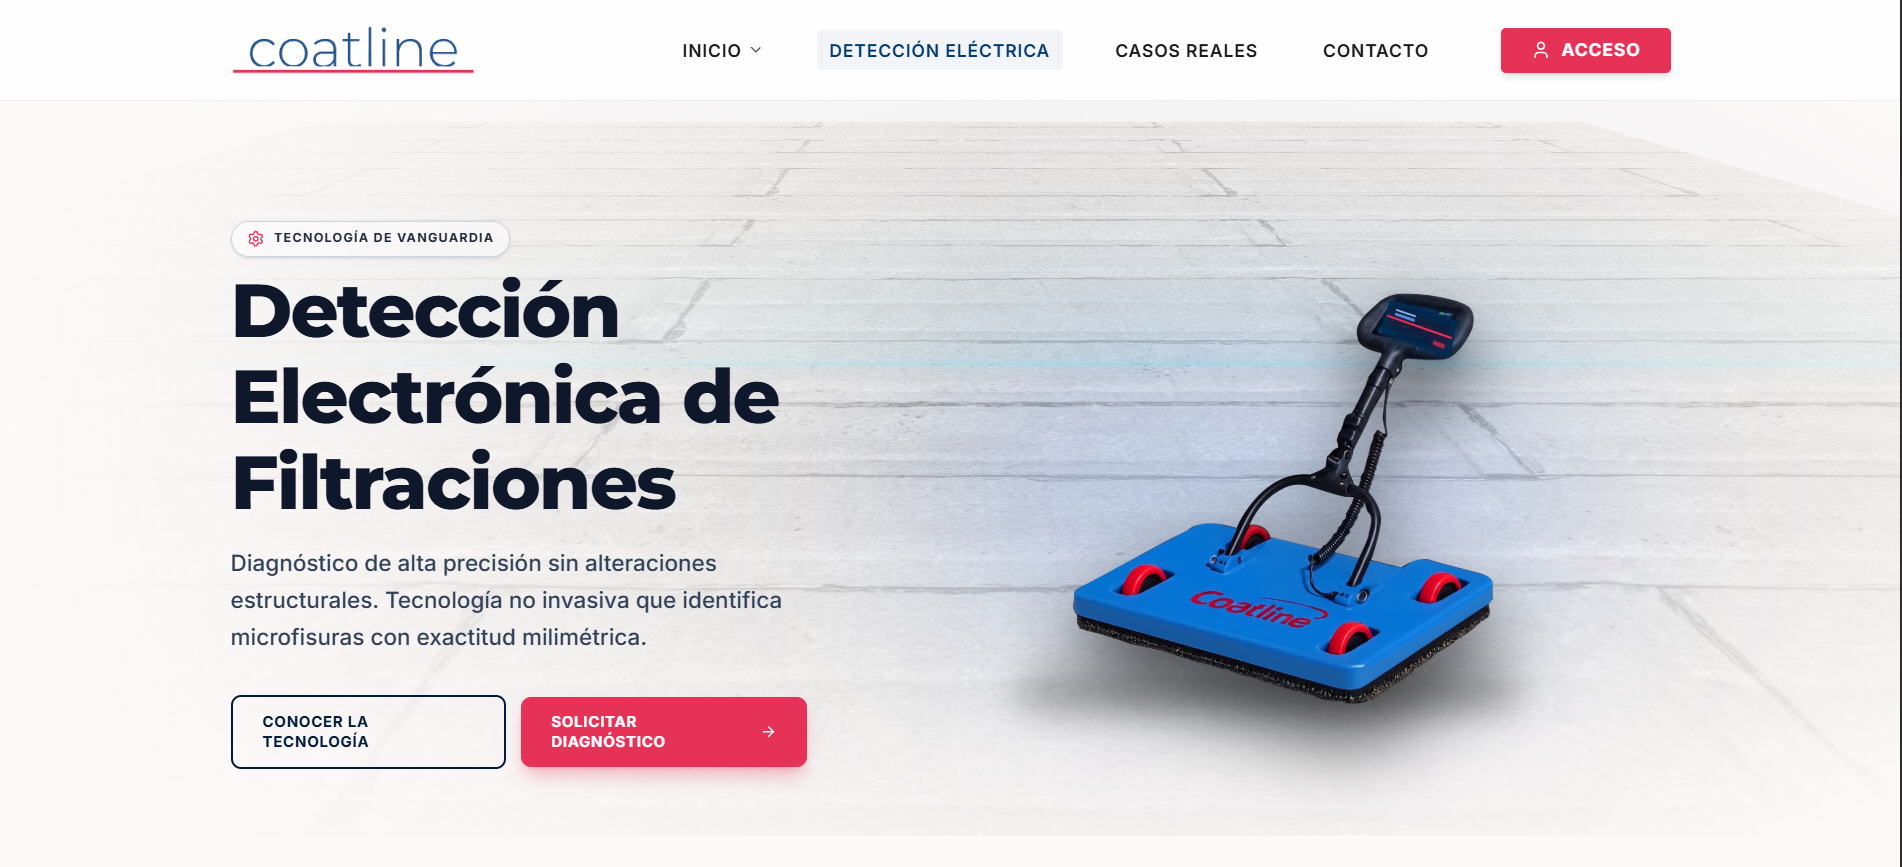 coatline
INICIO
DETECCIÓN ELÉCTRICA
CASOS REALES
CONTACTO
ACCESO
TECNOLOGÍA DE VANGUARDIA
Detección
Electrónica de
Filtraciones
Diagnóstico de alta precisión sin alteraciones
estructurales. Tecnología no invasiva que identifica
microfisuras con exactitud milimétrica.
CONOCER LA
TECNOLOGÍA
SOLICITAR
DIAGNÓSTICO
Coatline